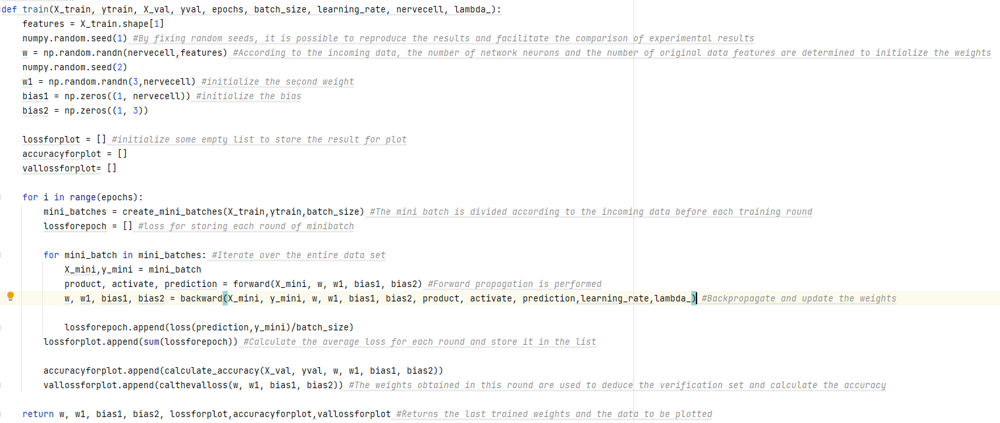 def train(X_train, ytrain, X_val, yval, epochs, batch_size, learning_rate, nervecell, lambda_):
    features = X_train.shape[1]
    numpy.random.seed(1) #By fixing random seeds, it is possible to reproduce the results and facilitate the comparison of experimental results
    w = np.random.randn(nervecell,features) #According to the incoming data, the number of network neurons and the number of original data features are determined to initialize the weights
    numpy.random.seed(2)
    w1 = np.random.randn(3,nervecell) #initialize the second weight
    bias1 = np.zeros((1, nervecell)) #initialize the bias
    bias2 = np.zeros((1, 3))

    lossforplot = [] #initialize some empty list to store the result for plot
    accuracyforplot = []
    vallossforplot= []

    for i in range(epochs):
        mini_batches = create_mini_batches(X_train,ytrain,batch_size) #The mini batch is divided according to the incoming data before each training round
        lossforepoch = [] #loss for storing each round of minibatch

        for mini_batch in mini_batches: #Iterate over the entire data set
            X_mini,y_mini = mini_batch
            product, activate, prediction = forward(X_mini, w, w1, bias1, bias2) #Forward propagation is performed
            w, w1, bias1, bias2 = backward(X_mini, y_mini, w, w1, bias1, bias2, product, activate, prediction,learning_rate,lambda_) #Backpropagate and update the weights

            lossforepoch.append(loss(prediction,y_mini)/batch_size)
        lossforplot.append(sum(lossforepoch)) #Calculate the average loss for each round and store it in the list

        accuracyforplot.append(calculate_accuracy(X_val, yval, w, w1, bias1, bias2))
        vallossforplot.append(calthevalloss(w, w1, bias1, bias2)) #The weights obtained in this round are used to deduce the verification set and calculate the accuracy

    return w, w1, bias1, bias2, lossforplot,accuracyforplot,vallossforplot #Returns the last trained weights and the data to be plotted